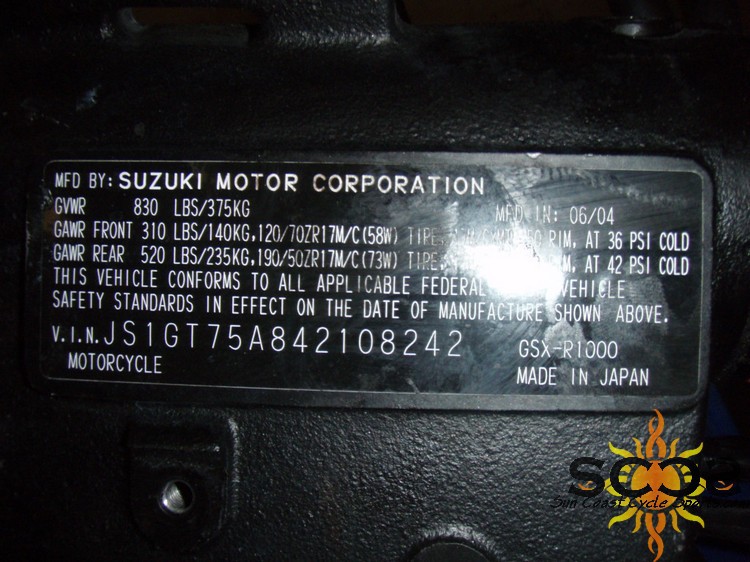 MFD BY: SUZUKI MOTOR CORPORATION
GVWR 830 LBS/375KG MFD IN: 06/04
GAWR FRONT 310 LBS/140KG,120/70ZR17M/C(58W) TIRE, RIM, AT 36 PSI COLD
GAWR REAR 520 LBS/235KG,190/50ZR17M/C(73W) TIRE, RIM, AT 42 PSI COLD
THIS VEHICLE CONFORMS TO ALL APPLICABLE FEDERAL VEHICLE
SAFETY STANDARDS IN EFFECT ON THE DATE OF MANUFACTURE SHOWN ABOVE.
V.I.N. JS1GT75A842108242 GSX-R1000
MOTORCYCLE MADE IN JAPAN
Sun Coast Cycle